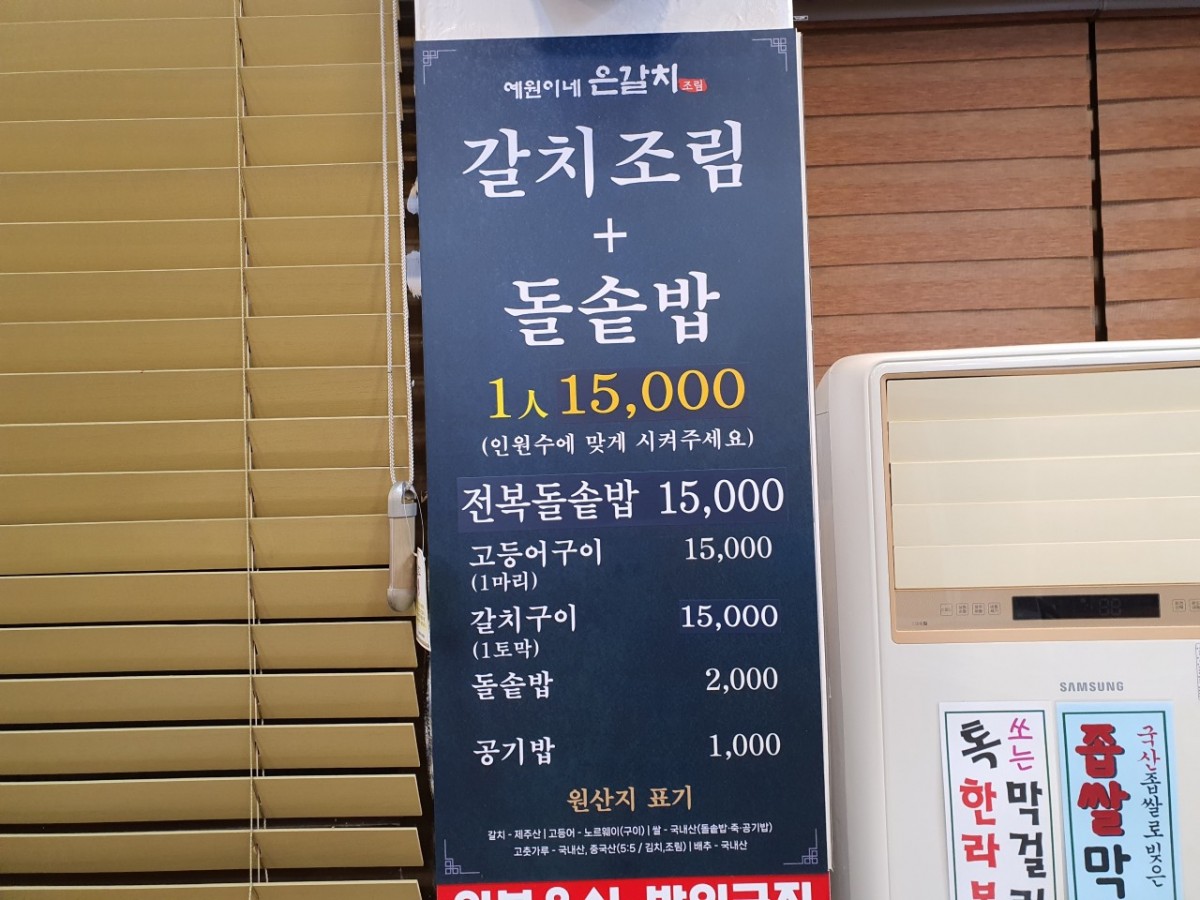 예원이네 은갈치 조림
갈치조림
+
돌솥밥
1人 15,000
(인원수에 맞게 시켜주세요)
전복돌솥밥 15,000
고등어구이 15,000
(1마리)
갈치구이 15,000
(1토막)
돌솥밥 2,000
공기밥 1,000
원산지 표기
갈치 - 제주산 | 고등어 - 노르웨이(구이) | 쌀 - 국내산(돌솥밥·죽·공기밥)
고춧가루 - 국내산, 중국산(5:5 / 김치,조림) | 배추 - 국내산
SAMSUNG
톡 쏘는 막걸리
한라
국산좁쌀로 빚은
좁쌀막